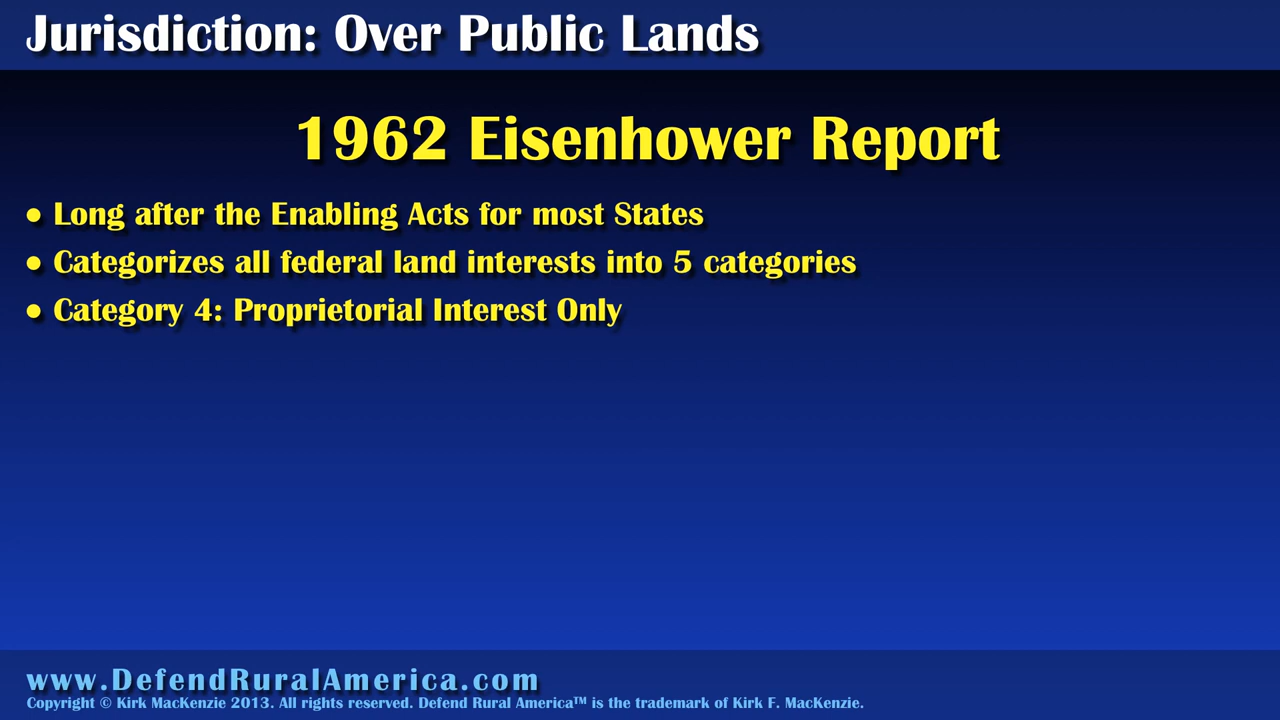 Jurisdiction: Over Public Lands
1962 Eisenhower Report
• Long after the Enabling Acts for most States
• Categorizes all federal land interests into 5 categories
• Category 4: Proprietorial Interest Only
www.DefendRuralAmerica.com
Copyright © Kirk MacKenzie 2013. All rights reserved. Defend Rural America™ is the trademark of Kirk F. MacKenzie.